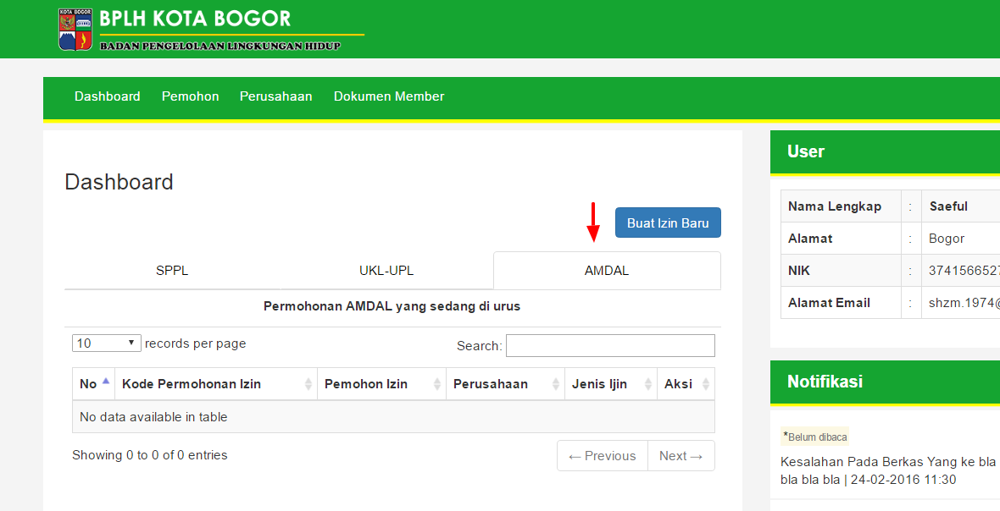 KOTA BOGOR
BPLH KOTA BOGOR
BADAN PENGELOLAAN LINGKUNGAN HIDUP
Dashboard Pemohon Perusahaan Dokumen Member
Dashboard
Buat Izin Baru
SPPL UKL-UPL AMDAL
Permohonan AMDAL yang sedang di urus
10 records per page Search:
No Kode Permohonan Izin Pemohon Izin Perusahaan Jenis Ijin Aksi
No data available in table
Showing 0 to 0 of 0 entries ← Previous Next →
User
Nama Lengkap : Saeful
Alamat : Bogor
NIK : 374156652
Alamat Email : shzm.1974@
Notifikasi
*Belum dibaca
Kesalahan Pada Berkas Yang ke bla
bla bla bla | 24-02-2016 11:30